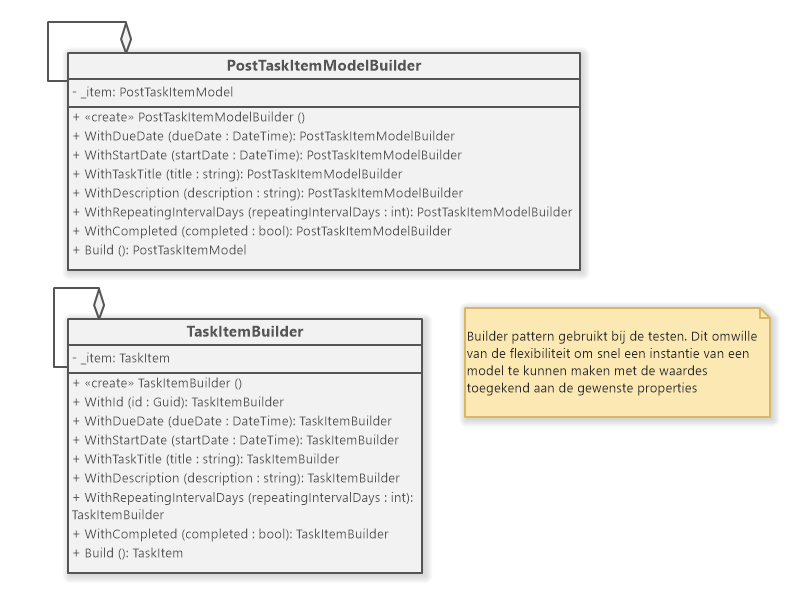 PostTaskItemModelBuilder
- _item: PostTaskItemModel
+ «create» PostTaskItemModelBuilder ()
+ WithDueDate (dueDate : DateTime): PostTaskItemModelBuilder
+ WithStartDate (startDate : DateTime): PostTaskItemModelBuilder
+ WithTaskTitle (title : string): PostTaskItemModelBuilder
+ WithDescription (description : string): PostTaskItemModelBuilder
+ WithRepeatingIntervalDays (repeatingIntervalDays : int): PostTaskItemModelBuilder
+ WithCompleted (completed : bool): PostTaskItemModelBuilder
+ Build (): PostTaskItemModel
TaskItemBuilder
- _item: TaskItem
+ «create» TaskItemBuilder ()
+ WithId (id : Guid): TaskItemBuilder
+ WithDueDate (dueDate : DateTime): TaskItemBuilder
+ WithStartDate (startDate : DateTime): TaskItemBuilder
+ WithTaskTitle (title : string): TaskItemBuilder
+ WithDescription (description : string): TaskItemBuilder
+ WithRepeatingIntervalDays (repeatingIntervalDays : int):
TaskItemBuilder
+ WithCompleted (completed : bool): TaskItemBuilder
+ Build (): TaskItem
Builder pattern gebruikt bij de testen. Dit omwille
van de flexibiliteit om snel een instantie van een
model te kunnen maken met de waardes
toegekend aan de gewenste properties